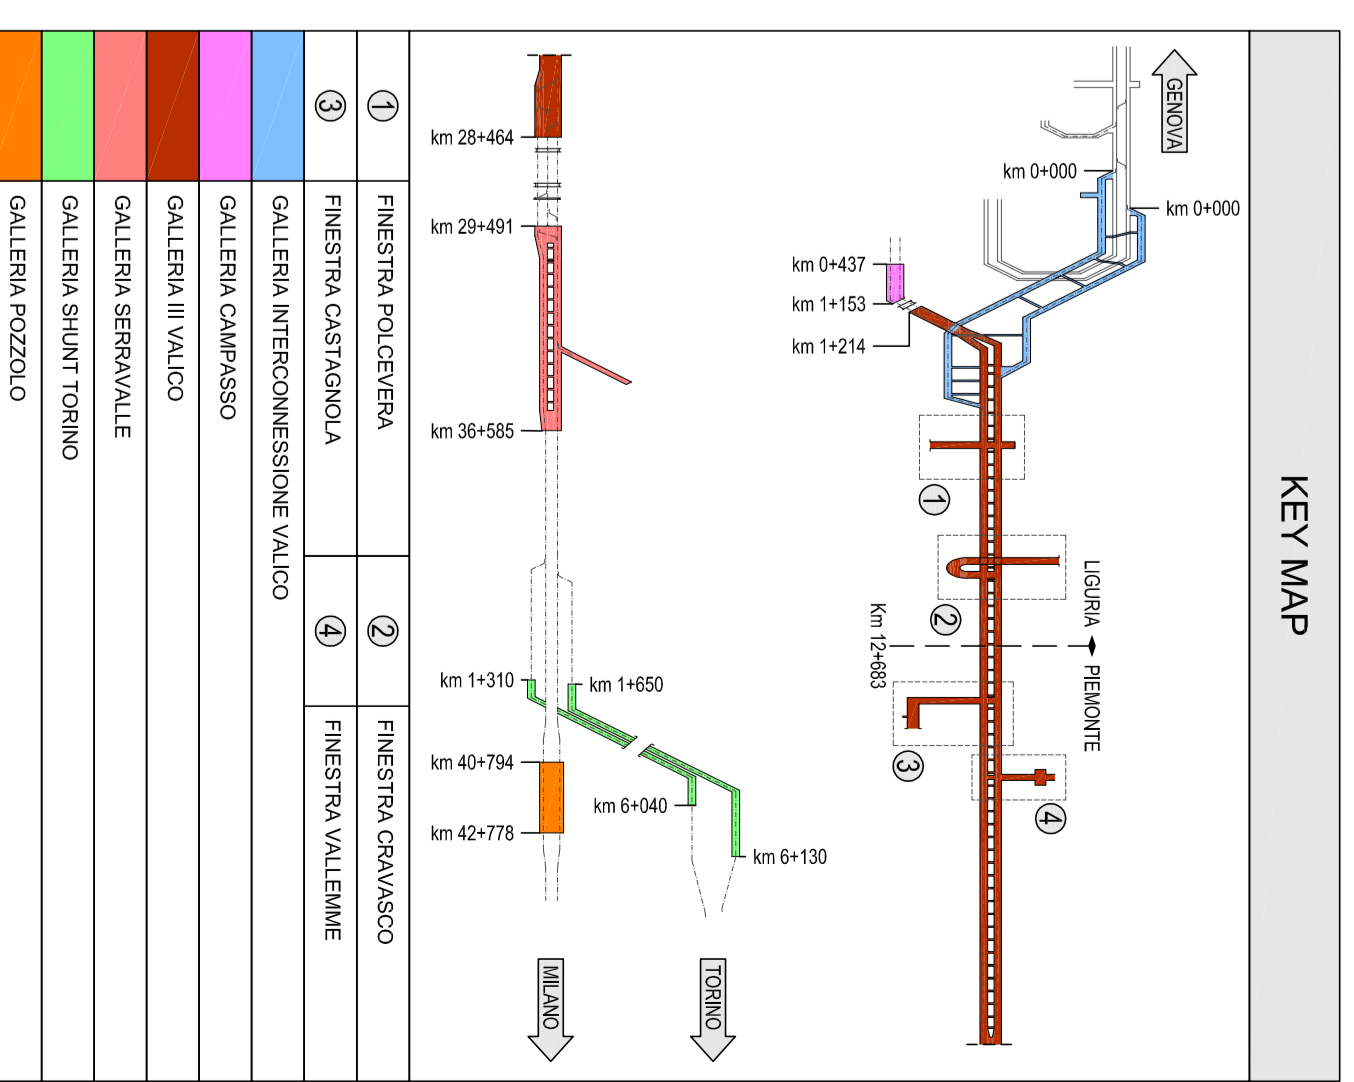 KEY MAP
GENOVA
km 0+000
km 0+000
km 0+437
km 1+153
km 1+214
1
2
LIGURIA
PIEMONTE
Km 12+683
3
4
km 28+464
km 29+491
km 36+585
km 1+310
km 1+650
km 40+794
km 6+040
km 42+778
km 6+130
MILANO
TORINO
1 FINESTRA POLCEVERA
2 FINESTRA CRAVASCO
3 FINESTRA CASTAGNOLA
4 FINESTRA VALLEMME
GALLERIA INTERCONNESSIONE VALICO
GALLERIA CAMPASSO
GALLERIA III VALICO
GALLERIA SERRAVALLE
GALLERIA SHUNT TORINO
GALLERIA POZZOLO